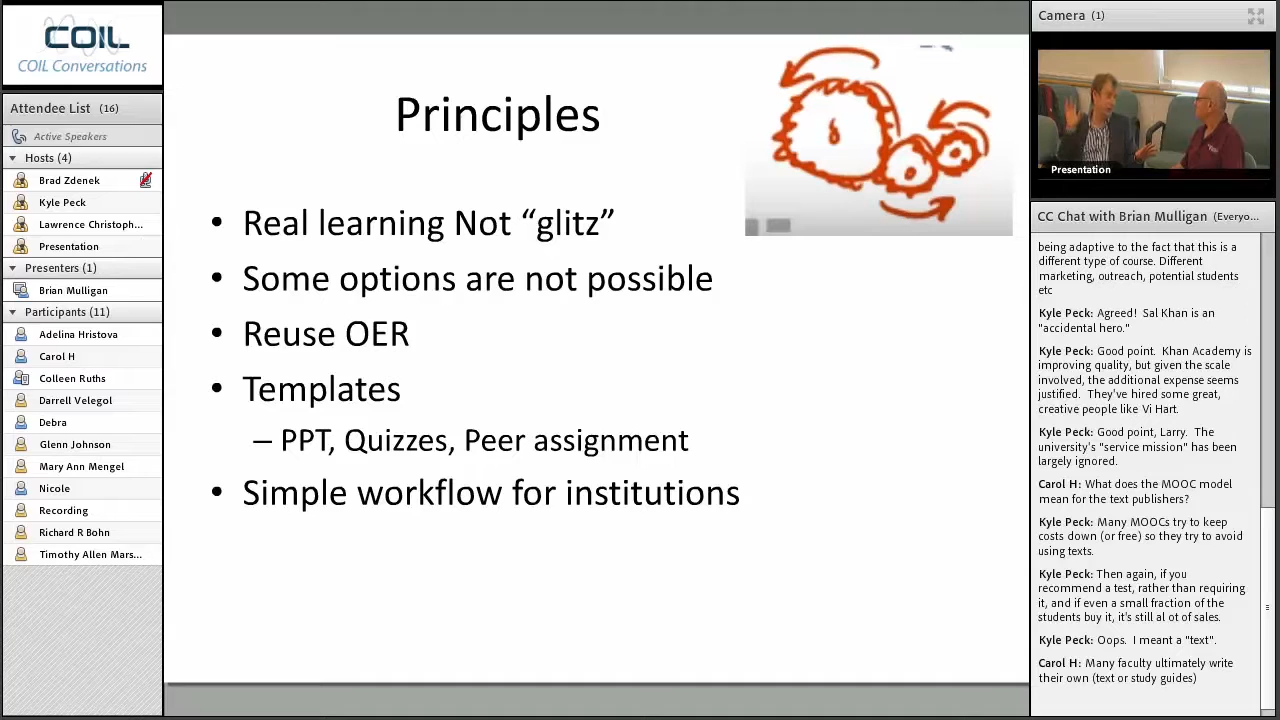 COIL
COIL Conversations
Attendee List (16)
Active Speakers
Hosts (4)
Brad Zdenek
Kyle Peck
Lawrence Christoph...
Presentation
Presenters (1)
Brian Mulligan
Participants (11)
Adelina Hristova
Carol H
Colleen Ruths
Darrell Velegol
Debra
Glenn Johnson
Mary Ann Mengel
Nicole
Recording
Richard R Bohn
Timothy Allen Mars...
Principles
• Real learning Not “glitz”
• Some options are not possible
• Reuse OER
• Templates
– PPT, Quizzes, Peer assignment
• Simple workflow for institutions
Camera (1)
Presentation
CC Chat with Brian Mulligan (Everyo...
being adaptive to the fact that this is a
different type of course. Different
marketing, outreach, potential students
etc
Kyle Peck: Agreed! Sal Khan is an
"accidental hero."
Kyle Peck: Good point. Khan Academy is
improving quality, but given the scale
involved, the additional expense seems
justified. They've hired some great,
creative people like Vi Hart.
Kyle Peck: Good point, Larry. The
university's "service mission" has been
largely ignored.
Carol H: What does the MOOC model
mean for the text publishers?
Kyle Peck: Many MOOCs try to keep
costs down (or free) so they try to avoid
using texts.
Kyle Peck: Then again, if you
recommend a test, rather than requiring
it, and if even a small fraction of the
students buy it, it's still al ot of sales.
Kyle Peck: Oops. I meant a "text".
Carol H: Many faculty ultimately write
their own (text or study guides)